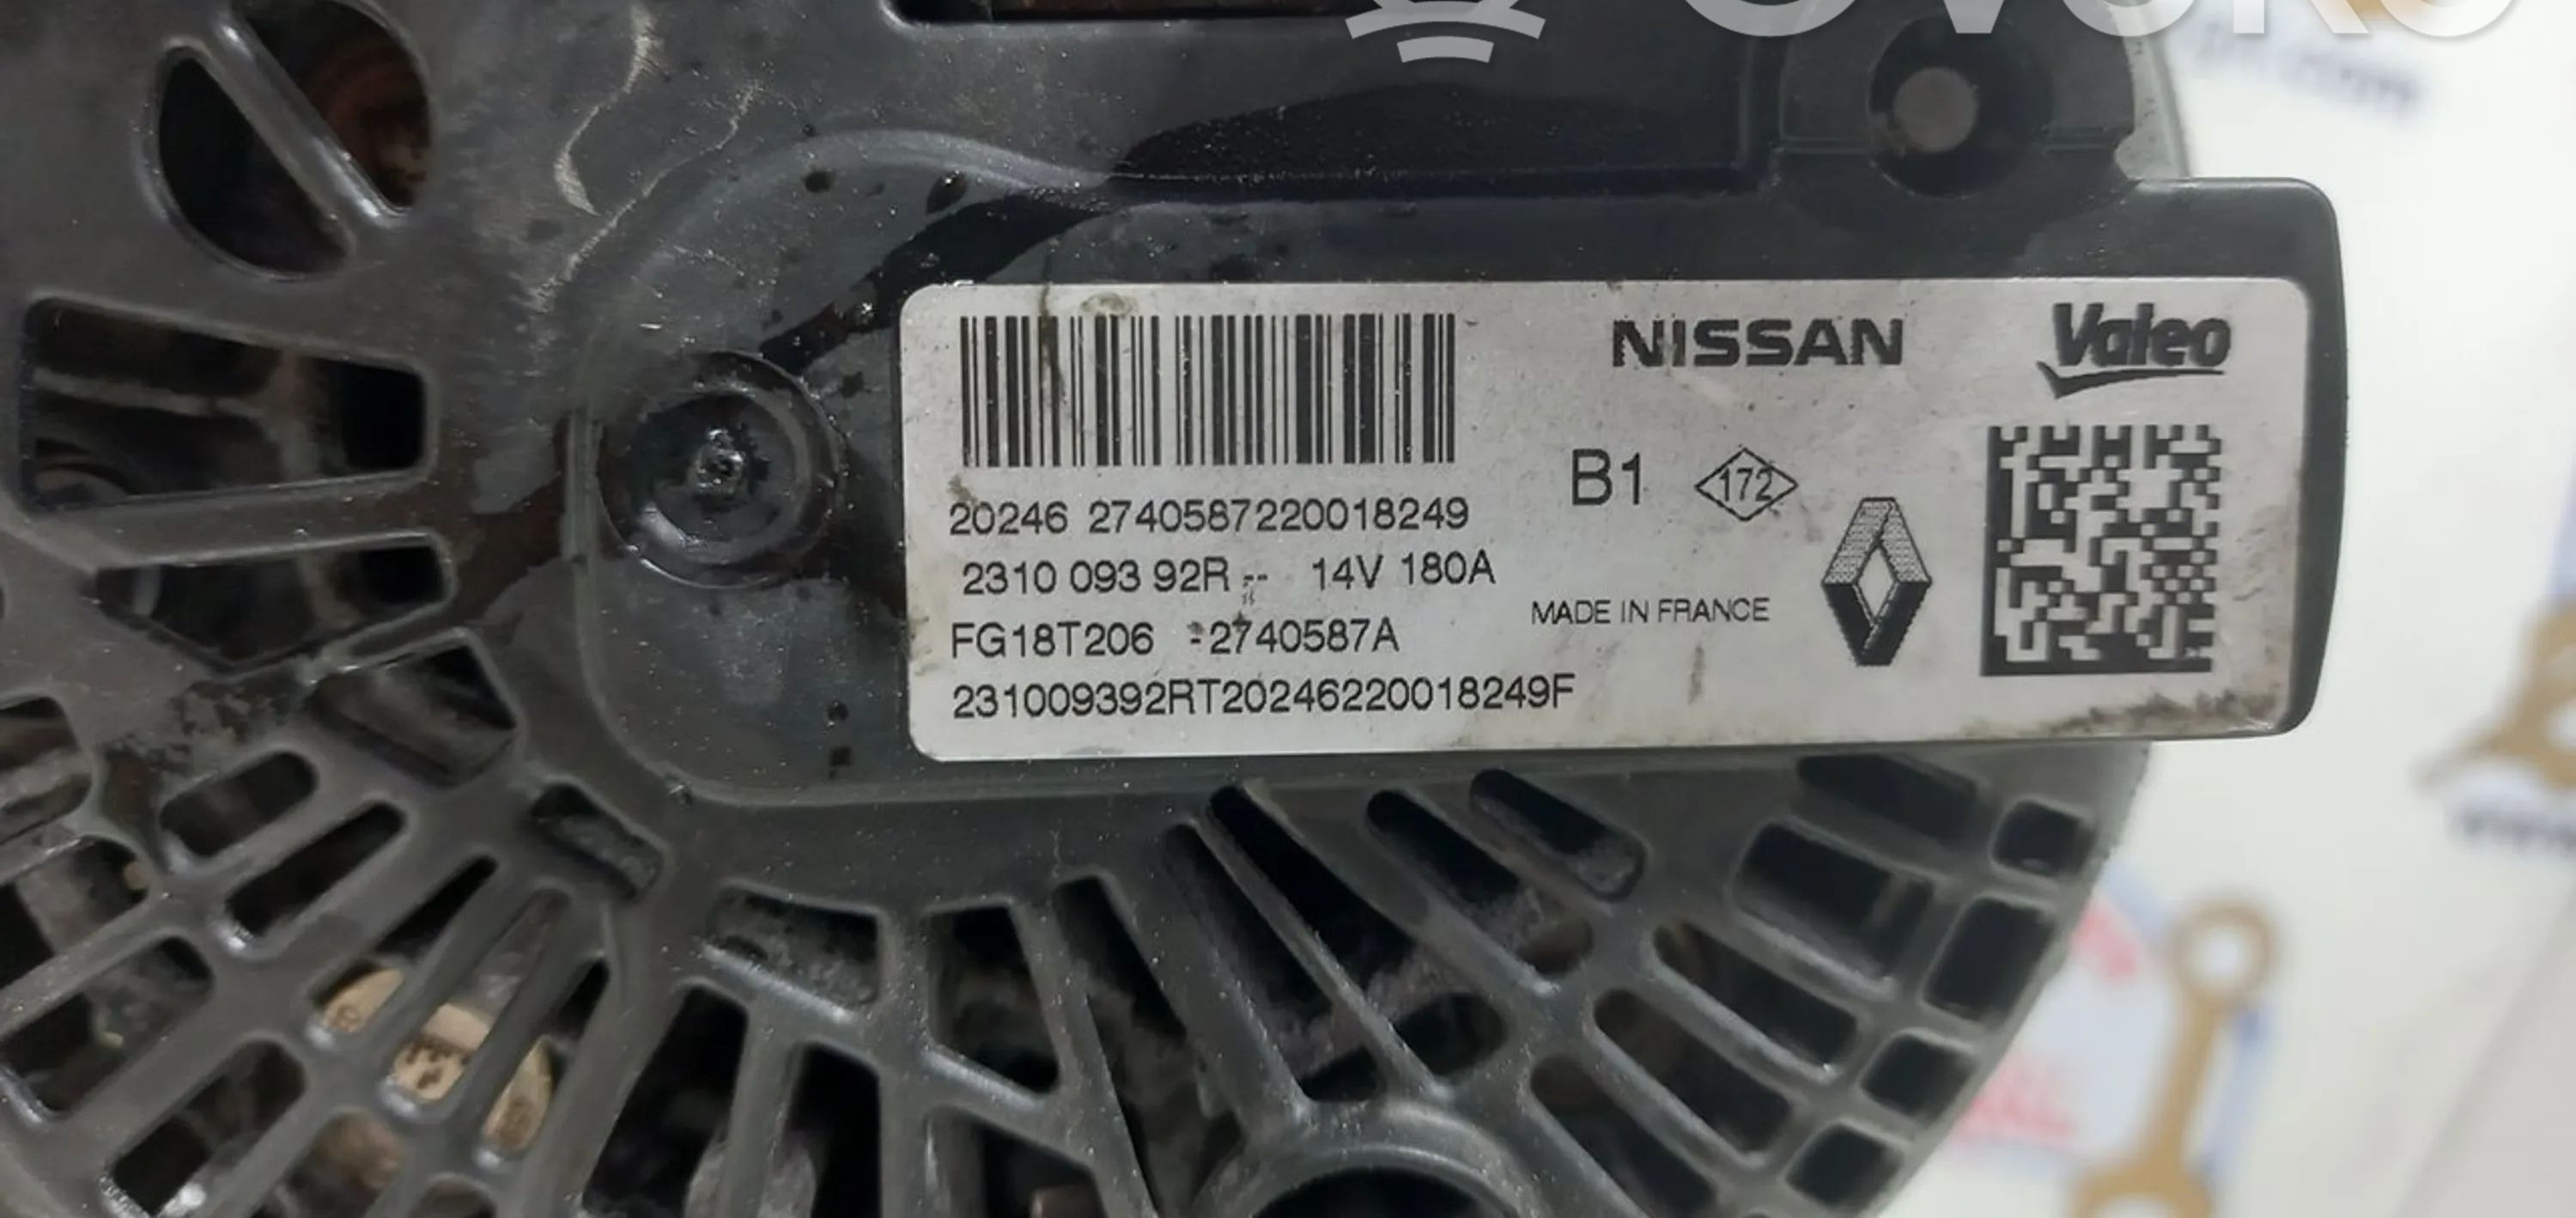 NISSAN
Valeo
B1
172
20246 2740587220018249
2310 093 92R -- 14V 180A
MADE IN FRANCE
FG18T206 -2740587A
231009392RT20246220018249F